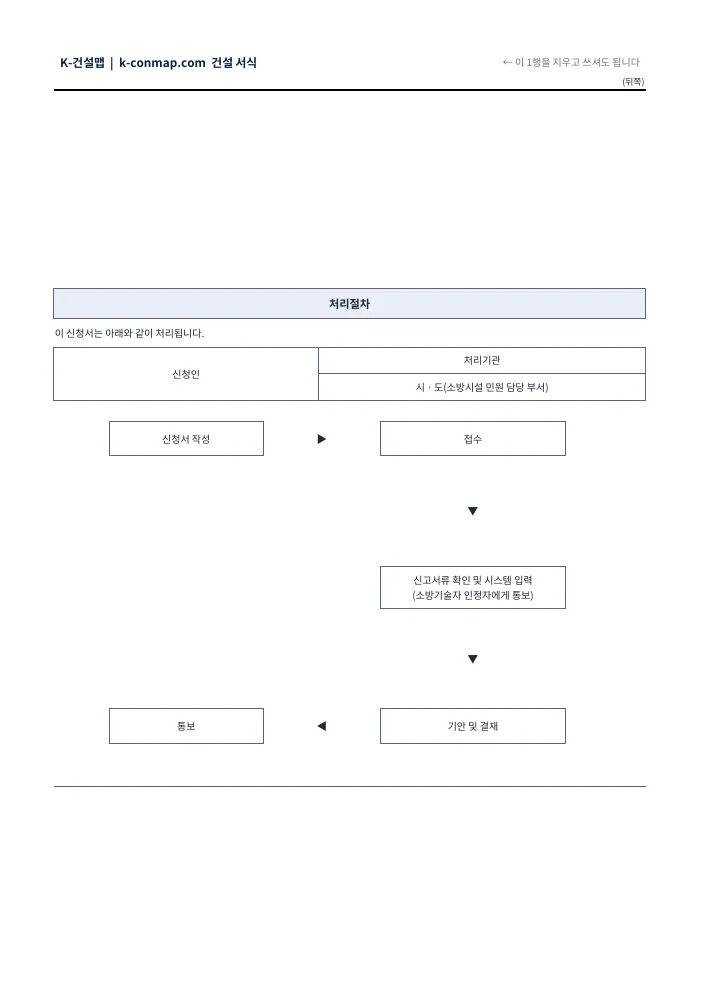 K-건설맵 | k-conmap.com 건설 서식
← 이 1행을 지우고 쓰셔도 됩니다
(뒤쪽)
처리절차
이 신청서는 아래와 같이 처리됩니다.
신청인
처리기관
시 · 도(소방시설 민원 담당 부서)
신청서 작성
▶
접수
▼
신고서류 확인 및 시스템 입력
(소방기술자 인정자에게 통보)
▼
통보
◀
기안 및 결재